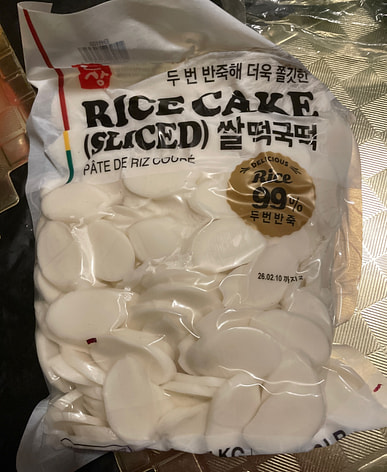 상
두 번 반죽해 더욱 쫄깃한
RICE CAKE
(SLICED) 쌀떡국떡
PÂTE DE RIZ COUPÉ
DELICIOUS
Rice
99%
두번반죽
26.02.10 까지